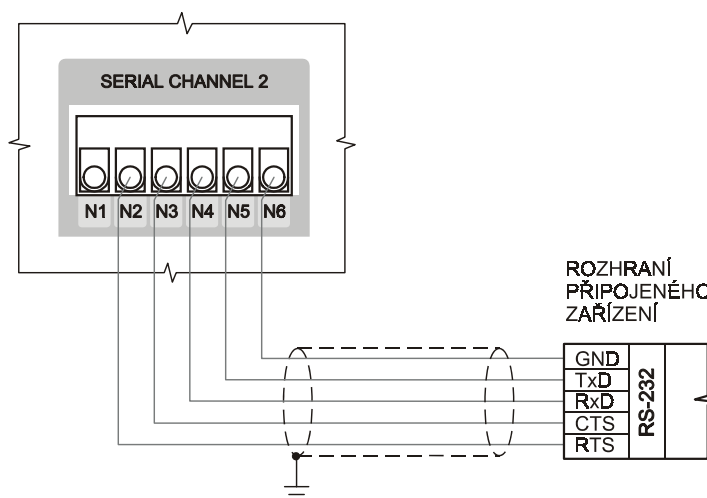 SERIAL CHANNEL 2
N1 N2 N3 N4 N5 N6
ROZHRANÍ
PŘIPOJENÉHO
ZAŘÍZENÍ
GND
TxD
RxD
CTS
RTS
RS-232